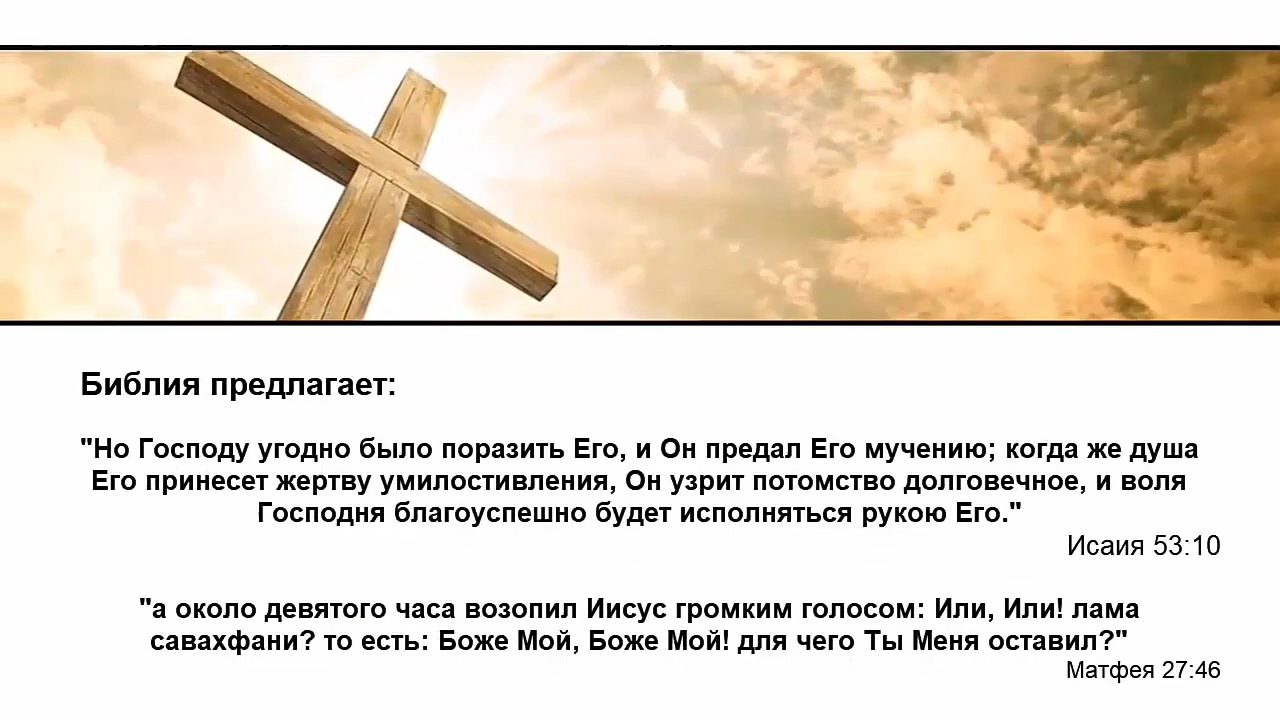 Библия предлагает:
"Но Господу угодно было поразить Его, и Он предал Его мучению; когда же душа
Его принесет жертву умилостивления, Он узрит потомство долговечное, и воля
Господня благоуспешно будет исполняться рукою Его."
Исаия 53:10
"а около девятого часа возопил Иисус громким голосом: Или, Или! лама
савахфани? то есть: Боже Мой, Боже Мой! для чего Ты Меня оставил?"
Матфея 27:46